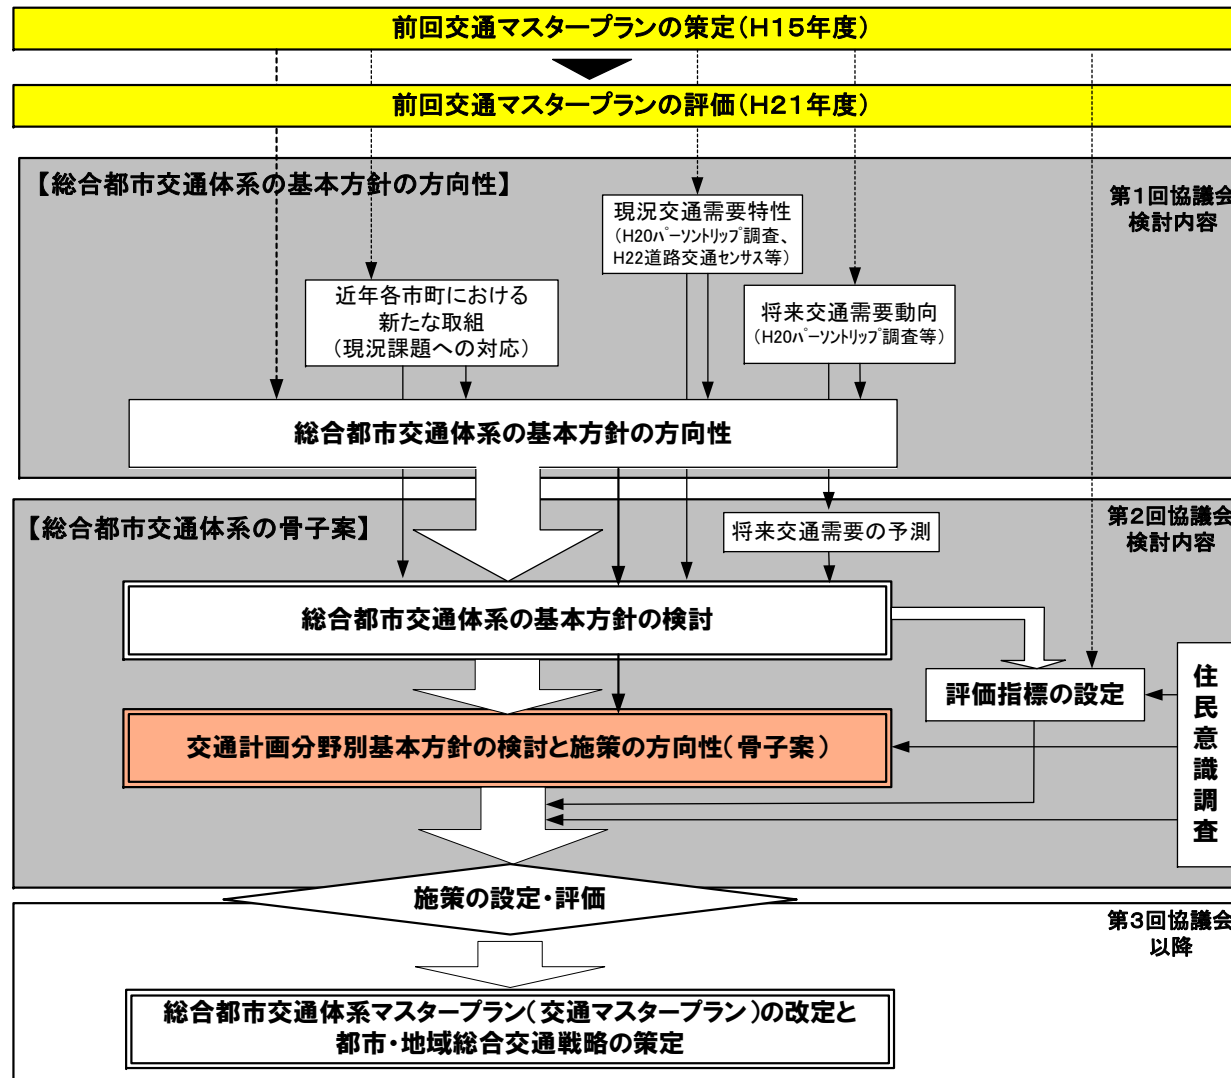 前回交通マスタープランの策定(H15年度)
前回交通マスタープランの評価(H21年度)
【総合都市交通体系の基本方針の方向性】
第1回協議会
検討内容
現況交通需要特性
(H20ﾊﾟｰｿﾝﾄﾘｯﾌﾟ調査、
H22道路交通ｾﾝｻｽ等)
近年各市町における
新たな取組
(現況課題への対応)
将来交通需要動向
(H20ﾊﾟｰｿﾝﾄﾘｯﾌﾟ調査等)
総合都市交通体系の基本方針の方向性
【総合都市交通体系の骨子案】
第2回協議会
検討内容
将来交通需要の予測
総合都市交通体系の基本方針の検討
評価指標の設定
住民意識調査
交通計画分野別基本方針の検討と施策の方向性(骨子案)
施策の設定・評価
第3回協議会
以降
総合都市交通体系マスタープラン(交通マスタープラン)の改定と
都市・地域総合交通戦略の策定